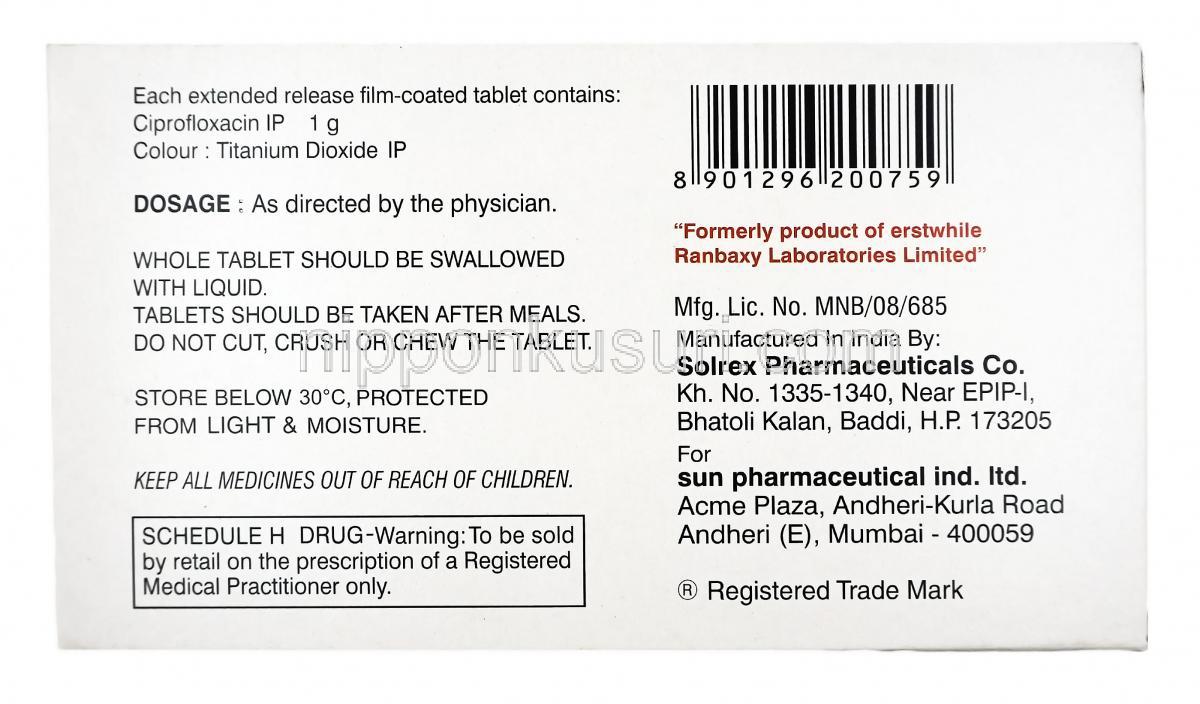 Each extended release film-coated tablet contains:
Ciprofloxacin IP 1 g
Colour : Titanium Dioxide IP
DOSAGE : As directed by the physician.
WHOLE TABLET SHOULD BE SWALLOWED
WITH LIQUID.
TABLETS SHOULD BE TAKEN AFTER MEALS.
DO NOT CUT, CRUSH OR CHEW THE TABLET.
STORE BELOW 30°C, PROTECTED
FROM LIGHT & MOISTURE.
KEEP ALL MEDICINES OUT OF REACH OF CHILDREN.
SCHEDULE H DRUG-Warning: To be sold
by retail on the prescription of a Registered
Medical Practitioner only.
8 901296 200759
“Formerly product of erstwhile
Ranbaxy Laboratories Limited”
Mfg. Lic. No. MNB/08/685
Manufactured in India By:
Solrex Pharmaceuticals Co.
Kh. No. 1335-1340, Near EPIP-I,
Bhatoli Kalan, Baddi, H.P. 173205
For
sun pharmaceutical ind. ltd.
Acme Plaza, Andheri-Kurla Road
Andheri (E), Mumbai - 400059
® Registered Trade Mark
nipponkusuri.com